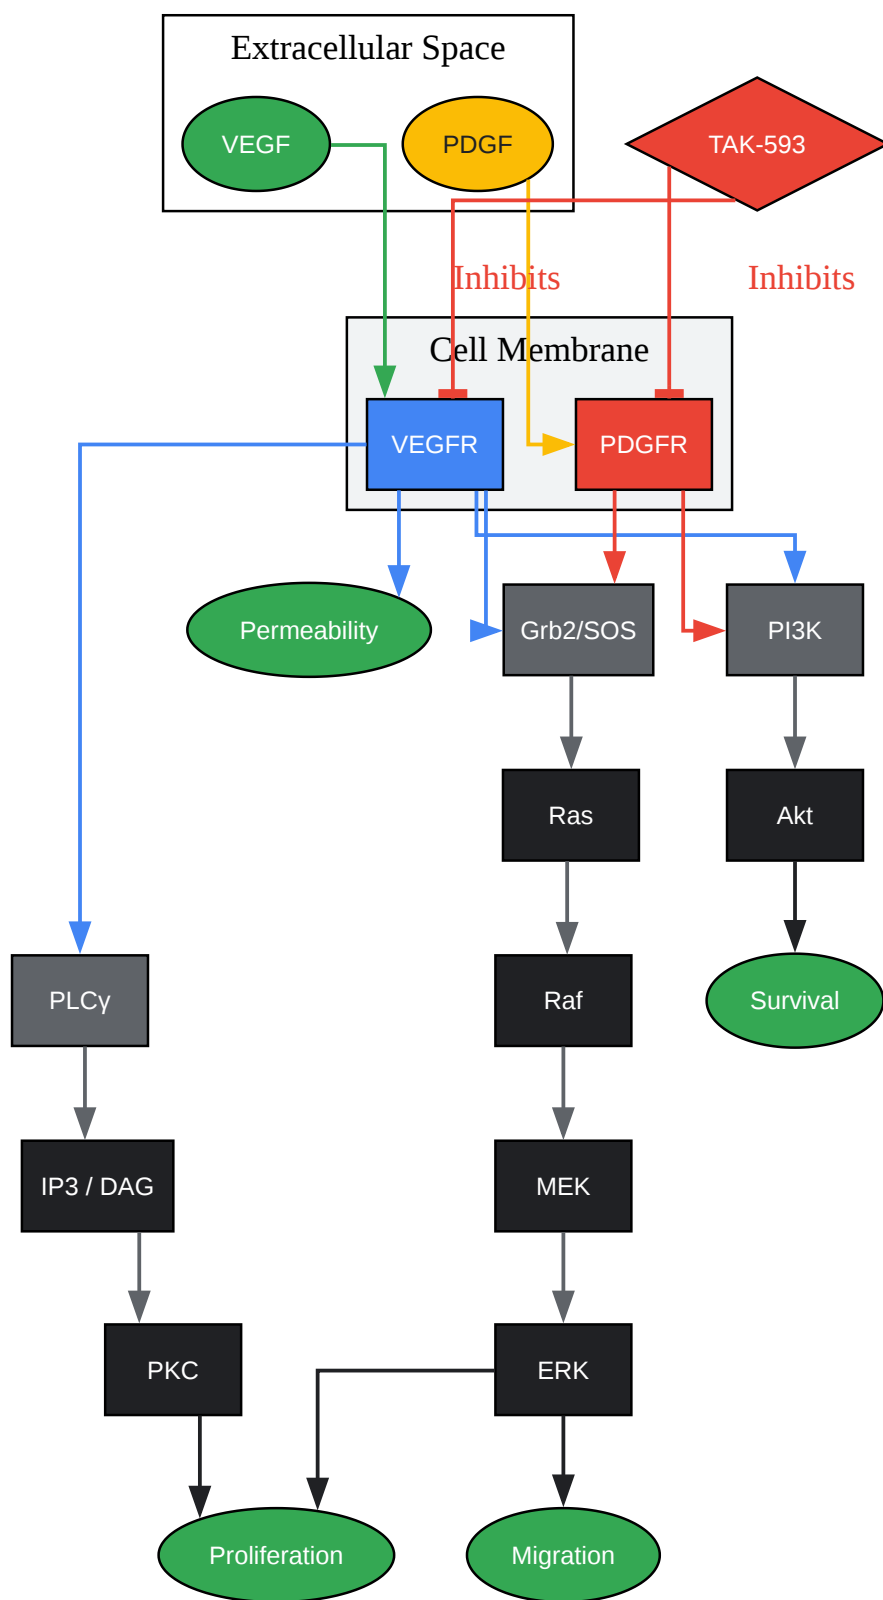 Extracellular Space
VEGF
PDGF
TAK-593
Inhibits
Inhibits
Cell Membrane
VEGFR
PDGFR
Permeability
Grb2/SOS
PI3K
Ras
Akt
PLCγ
Raf
Survival
IP3 / DAG
MEK
PKC
ERK
Proliferation
Migration